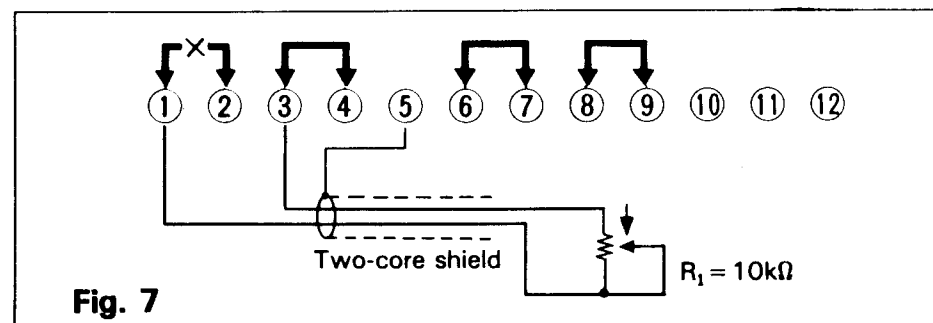 ×
① ② ③ ④ ⑤ ⑥ ⑦ ⑧ ⑨ ⑩ ⑪ ⑫
Two-core shield
R₁ = 10kΩ
Fig. 7